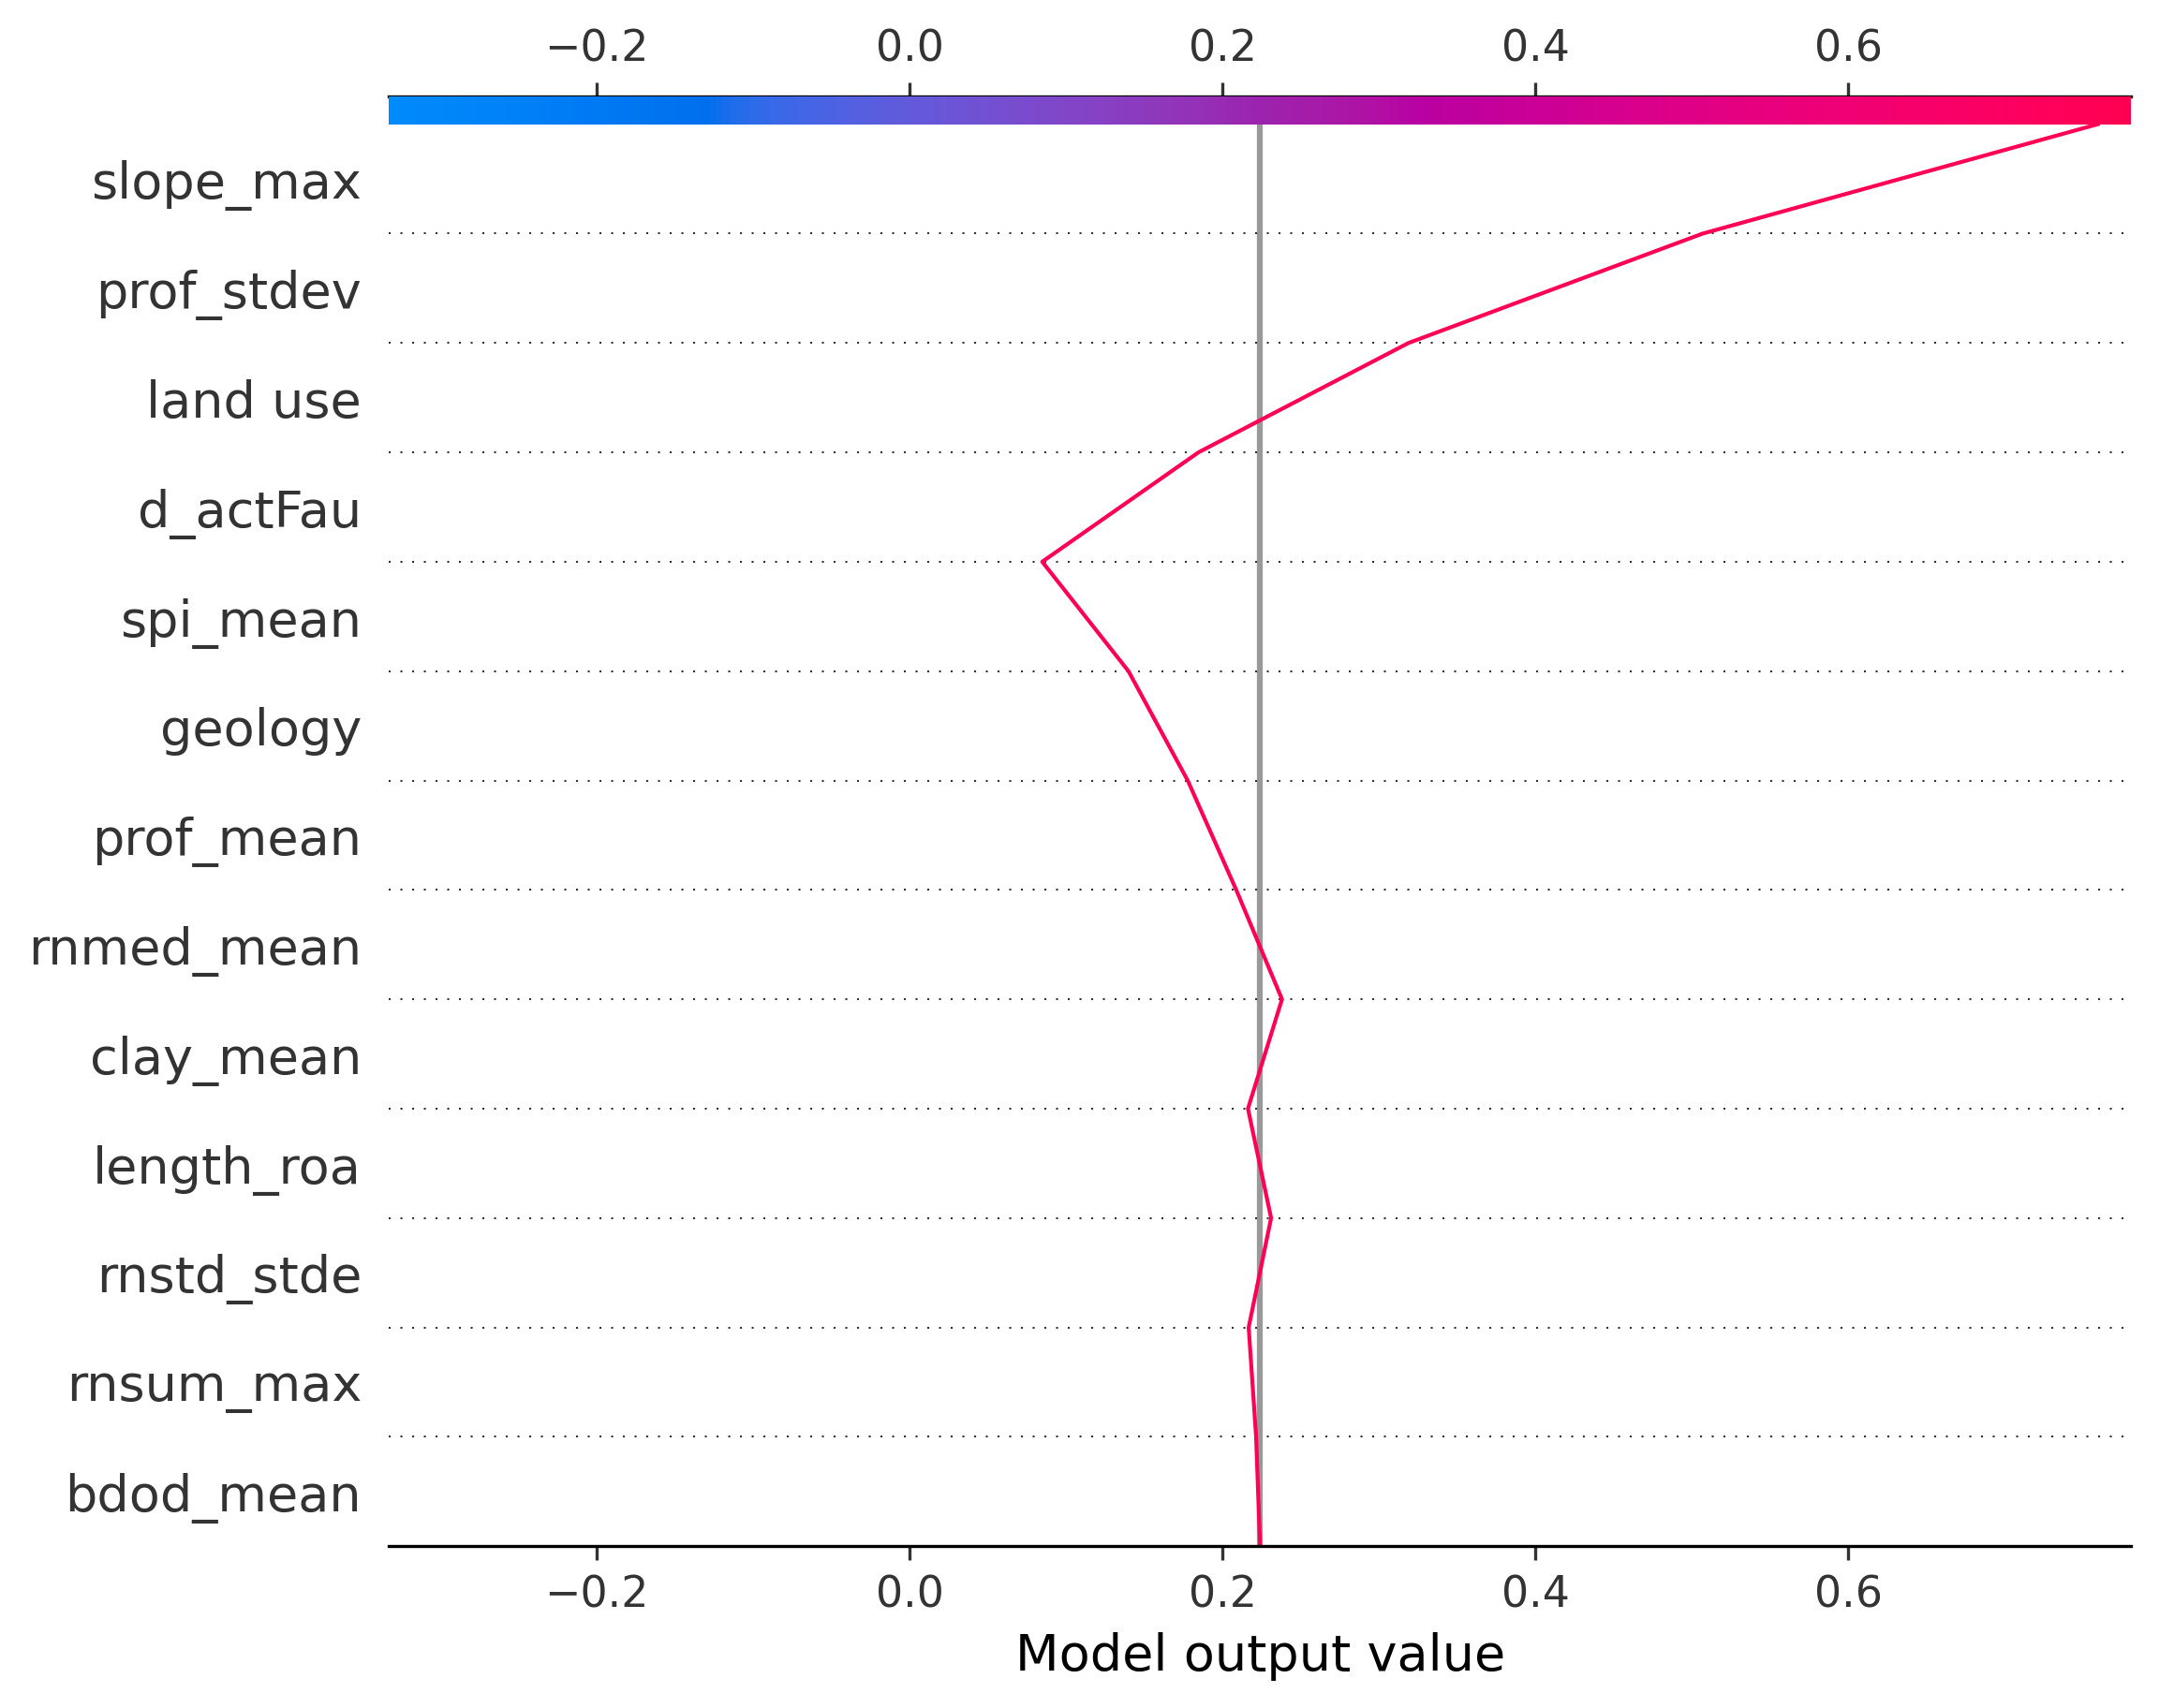 −0.2 0.0 0.2 0.4 0.6
slope_max
prof_stdev
land use
d_actFau
spi_mean
geology
prof_mean
rnmed_mean
clay_mean
length_roa
rnstd_stde
rnsum_max
bdod_mean
−0.2 0.0 0.2 0.4 0.6
Model output value